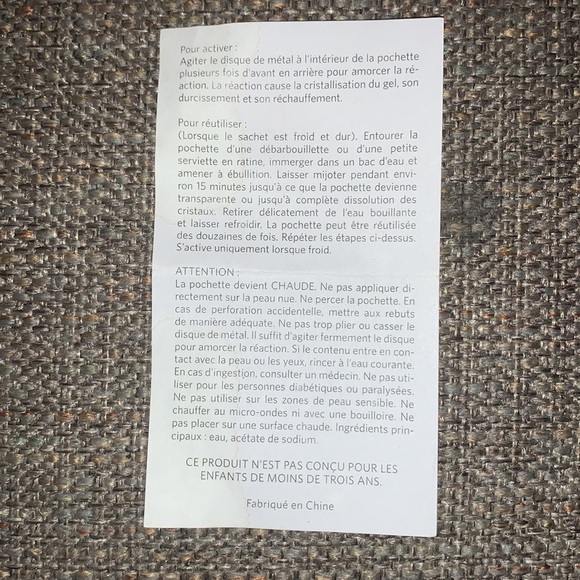 Pour activer :
Agiter le disque de métal à l'intérieur de la pochette
plusieurs fois d'avant en arrière pour amorcer la ré-
action. La réaction cause la cristallisation du gel, son
durcissement et son réchauffement.
Pour réutiliser :
(Lorsque le sachet est froid et dur). Entourer la
pochette d'une débarbouillette ou d'une petite
serviette en ratine, immerger dans un bac d'eau et
amener à ébullition. Laisser mijoter pendant envi-
ron 15 minutes jusqu'à ce que la pochette devienne
transparente ou jusqu'à complète dissolution des
cristaux. Retirer délicatement de l'eau bouillante
et laisser refroidir. La pochette peut être réutilisée
des douzaines de fois. Répéter les étapes ci-dessus.
S'active uniquement lorsque froid.
ATTENTION :
La pochette devient CHAUDE. Ne pas appliquer di-
rectement sur la peau nue. Ne percer la pochette. En
cas de perforation accidentelle, mettre aux rebuts
de manière adéquate. Ne pas trop plier ou casser le
disque de métal. Il suffit d'agiter fermement le disque
pour amorcer la réaction. Si le contenu entre en con-
tact avec la peau ou les yeux, rincer à l'eau courante.
En cas d'ingestion, consulter un médecin. Ne pas uti-
liser pour les personnes diabétiques ou paralysées.
Ne pas utiliser sur les zones de peau sensible. Ne
chauffer au micro-ondes ni avec une bouilloire. Ne
pas placer sur une surface chaude. Ingrédients prin-
cipaux : eau, acétate de sodium.
CE PRODUIT N'EST PAS CONÇU POUR LES
ENFANTS DE MOINS DE TROIS ANS.
Fabriqué en Chine